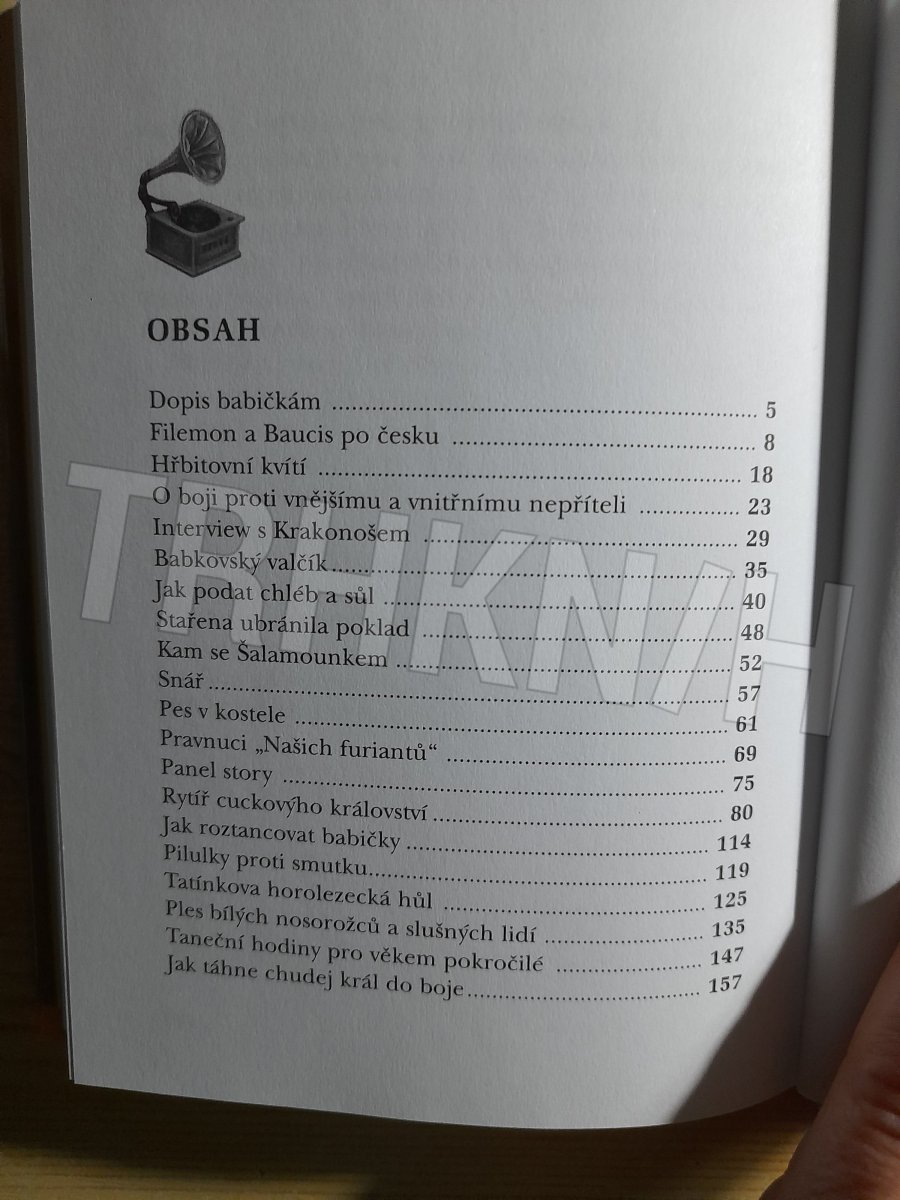 OBSAH
Dopis babičkám ........ 5
Filemon a Baucis po česku ........ 8
Hřbitovní kvítí ........ 18
O boji proti vnějšímu a vnitřnímu nepříteli ........ 23
Interview s Krakonošem ........ 29
Babkovský valčík ........ 35
Jak podat chléb a sůl ........ 40
Stařena ubránila poklad ........ 48
Kam se Šalamounkem ........ 52
Snář ........ 57
Pes v kostele ........ 61
Pravnuci „Našich furiantů“ ........ 69
Panel story ........ 75
Rytíř cuckovýho království ........ 80
Jak roztancovat babičky ........ 114
Pilulky proti smutku ........ 119
Tatínkova horolezecká hůl ........ 125
Ples bílých nosorožců a slušných lidí ........ 135
Taneční hodiny pro věkem pokročilé ........ 147
Jak táhne chudej král do boje ........ 157
TRHKNIH